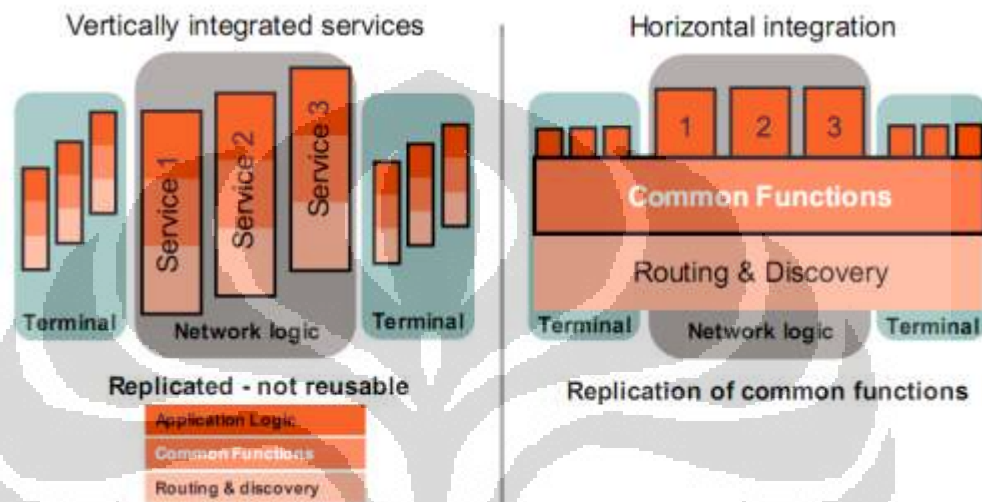 Vertically integrated services
Service 1
Service 2
Service 3
Terminal
Network logic
Terminal
Replicated - not reusable
Application Logic
Common Functions
Routing & discovery
Horizontal integration
1
2
3
Common Functions
Routing & Discovery
Terminal
Network logic
Terminal
Replication of common functions